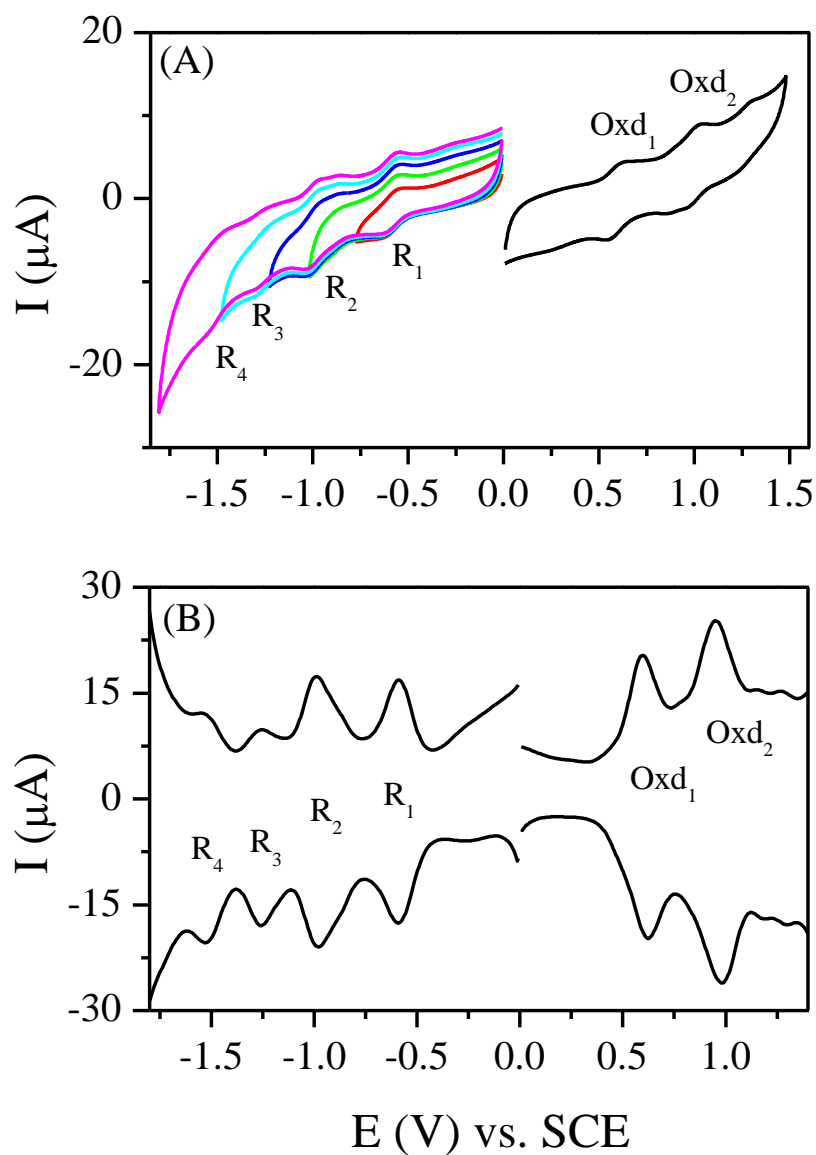 (A)
20
0
-20
I (µA)
Oxd₁
Oxd₂
R₁
R₂
R₃
R₄
-1.5 -1.0 -0.5 0.0 0.5 1.0 1.5
(B)
30
15
0
-15
-30
I (µA)
Oxd₂
Oxd₁
R₁
R₂
R₃
R₄
-1.5 -1.0 -0.5 0.0 0.5 1.0
E (V) vs. SCE